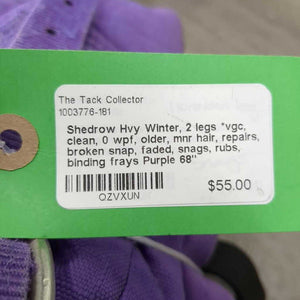 The Tack Collector
1003776-181
Shedrow Hvy Winter, 2 legs *vgc,
clean, 0 wpf, older, mnr hair, repairs,
broken snap, faded, snags, rubs,
binding frays Purple 68"
$55.00
QZVXUN